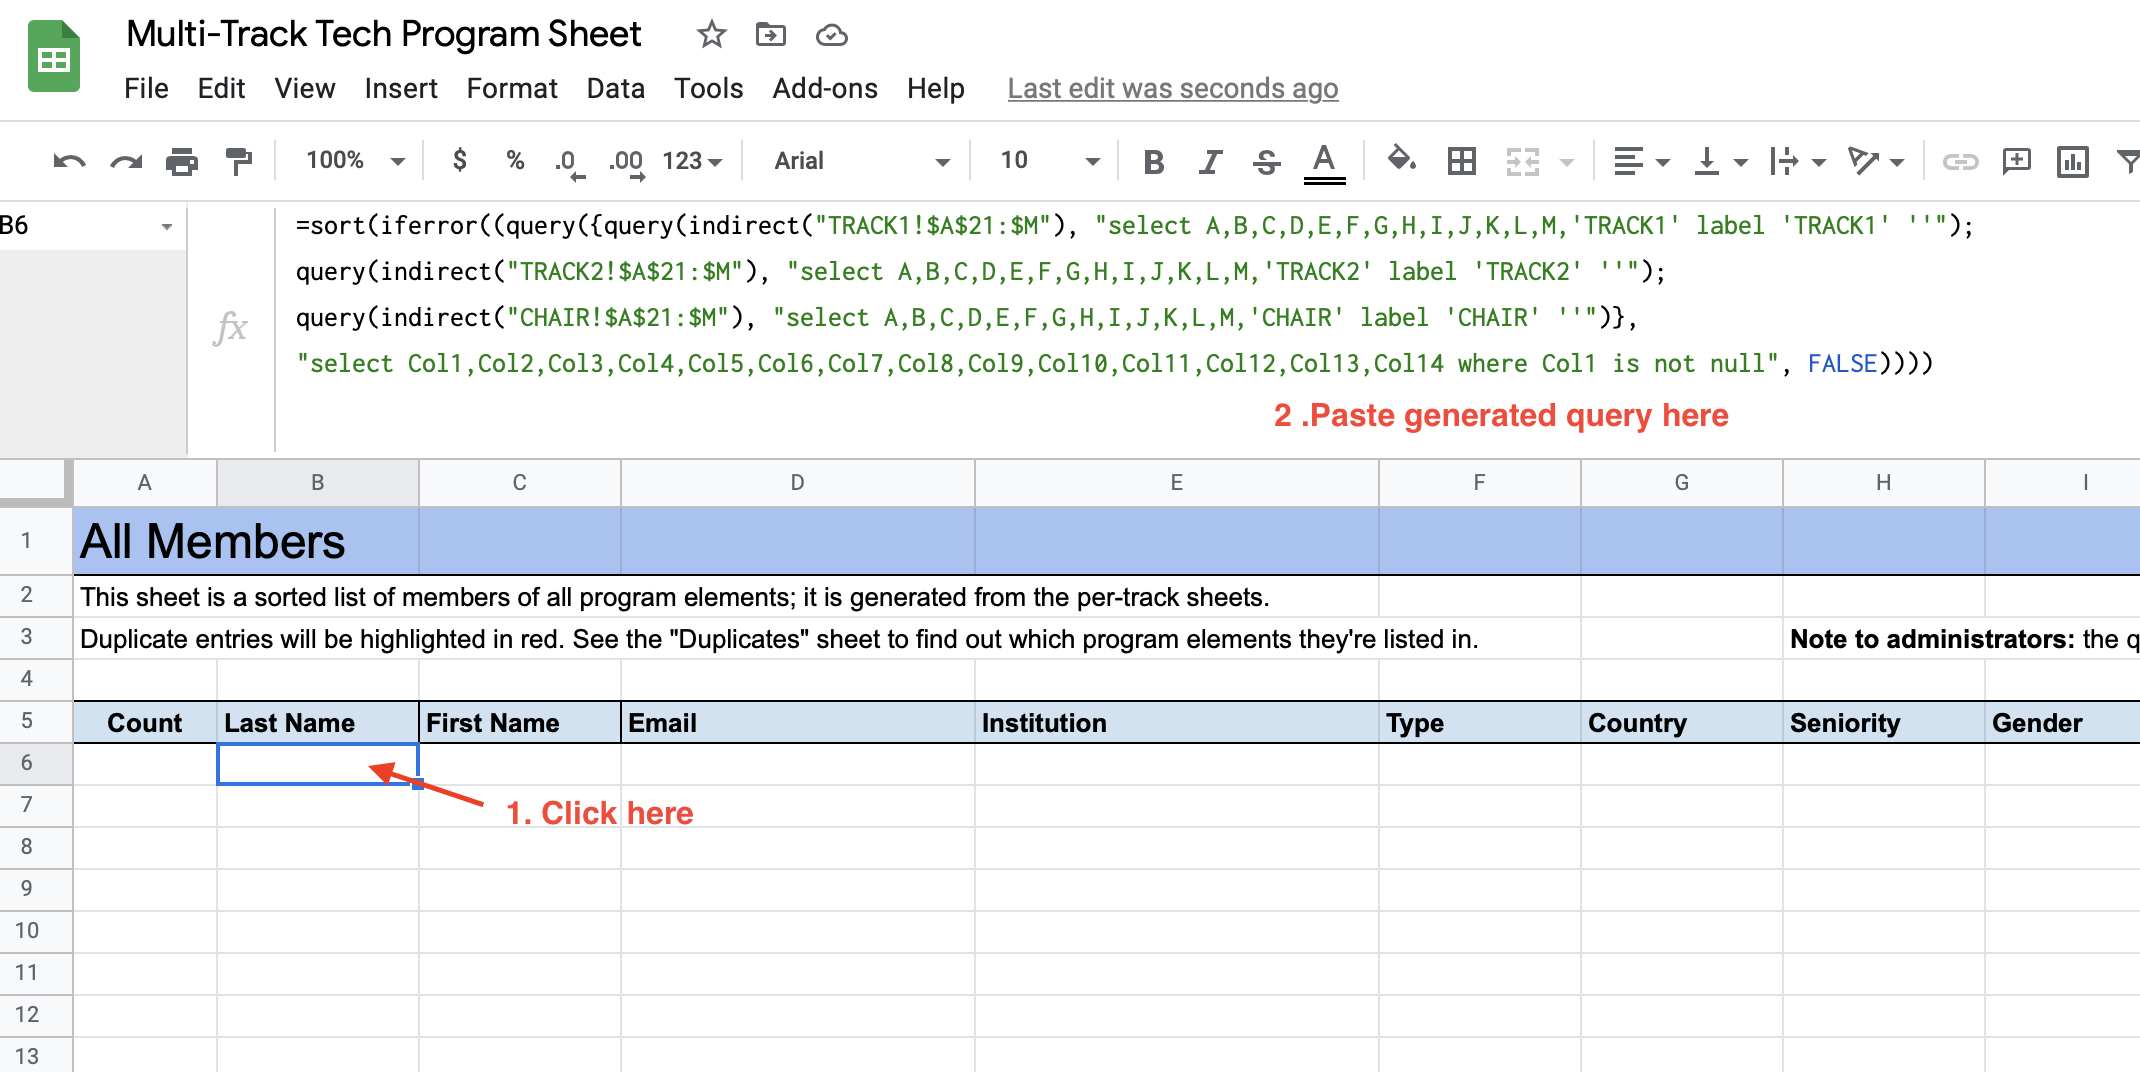 Multi-Track Tech Program Sheet
File Edit View Insert Format Data Tools Add-ons Help Last edit was seconds ago
100% $ % .0 .00 123 Arial 10 B I S A
B6
=sort(iferror((query({query(indirect("TRACK1!$A$21:$M"), "select A,B,C,D,E,F,G,H,I,J,K,L,M,'TRACK1' label 'TRACK1' ''");
query(indirect("TRACK2!$A$21:$M"), "select A,B,C,D,E,F,G,H,I,J,K,L,M,'TRACK2' label 'TRACK2' ''");
fx
query(indirect("CHAIR!$A$21:$M"), "select A,B,C,D,E,F,G,H,I,J,K,L,M,'CHAIR' label 'CHAIR' ''")},
"select Col1,Col2,Col3,Col4,Col5,Col6,Col7,Col8,Col9,Col10,Col11,Col12,Col13,Col14 where Col1 is not null", FALSE))))
2 .Paste generated query here
A B C D E F G H I
1 All Members
2 This sheet is a sorted list of members of all program elements; it is generated from the per-track sheets.
3 Duplicate entries will be highlighted in red. See the "Duplicates" sheet to find out which program elements they're listed in. Note to administrators: the q
4
5 Count Last Name First Name Email Institution Type Country Seniority Gender
6
7 1. Click here
8
9
10
11
12
13